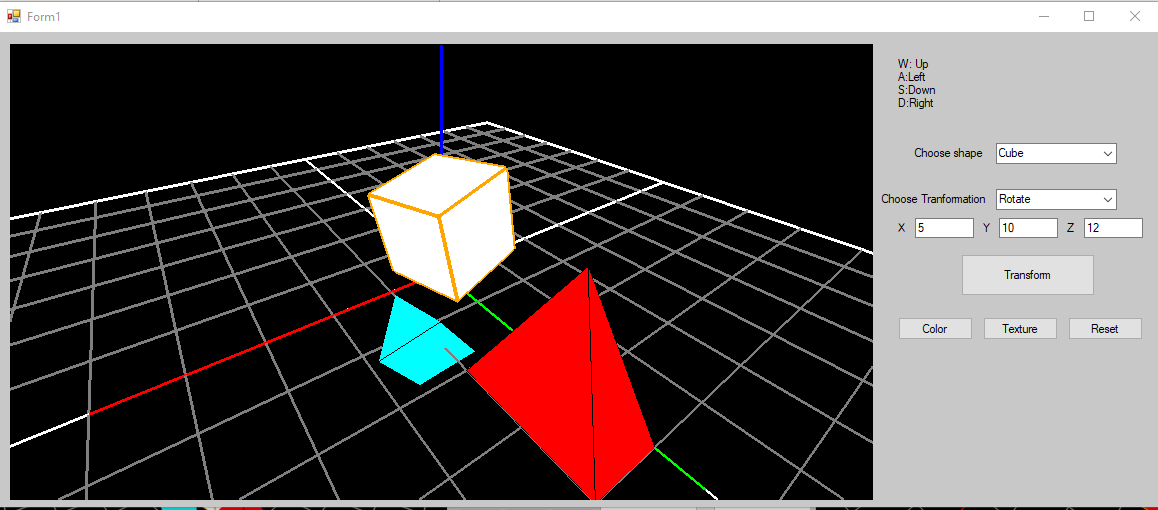 Form1
W: Up
A:Left
S:Down
D:Right
Choose shape Cube
Choose Tranformation Rotate
X 5 Y 10 Z 12
Transform
Color Texture Reset